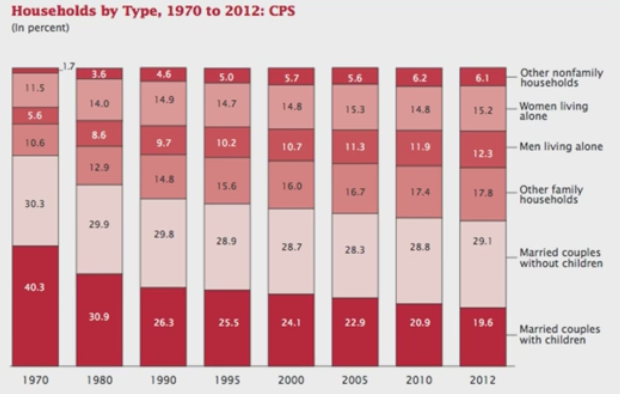 Households by Type, 1970 to 2012: CPS
(In percent)
1.7 3.6 4.6 5.0 5.7 5.6 6.2 6.1 Other nonfamily
households
11.5 14.0 14.9 14.7 14.8 15.3 14.8 15.2 Women living
alone
5.6 8.6 9.7 10.2 10.7 11.3 11.9 12.3 Men living alone
10.6 12.9 14.8 15.6 16.0 16.7 17.4 17.8 Other family
households
30.3 29.9 29.8 28.9 28.7 28.3 28.8 29.1 Married couples
without children
40.3 30.9 26.3 25.5 24.1 22.9 20.9 19.6 Married couples
with children
1970 1980 1990 1995 2000 2005 2010 2012